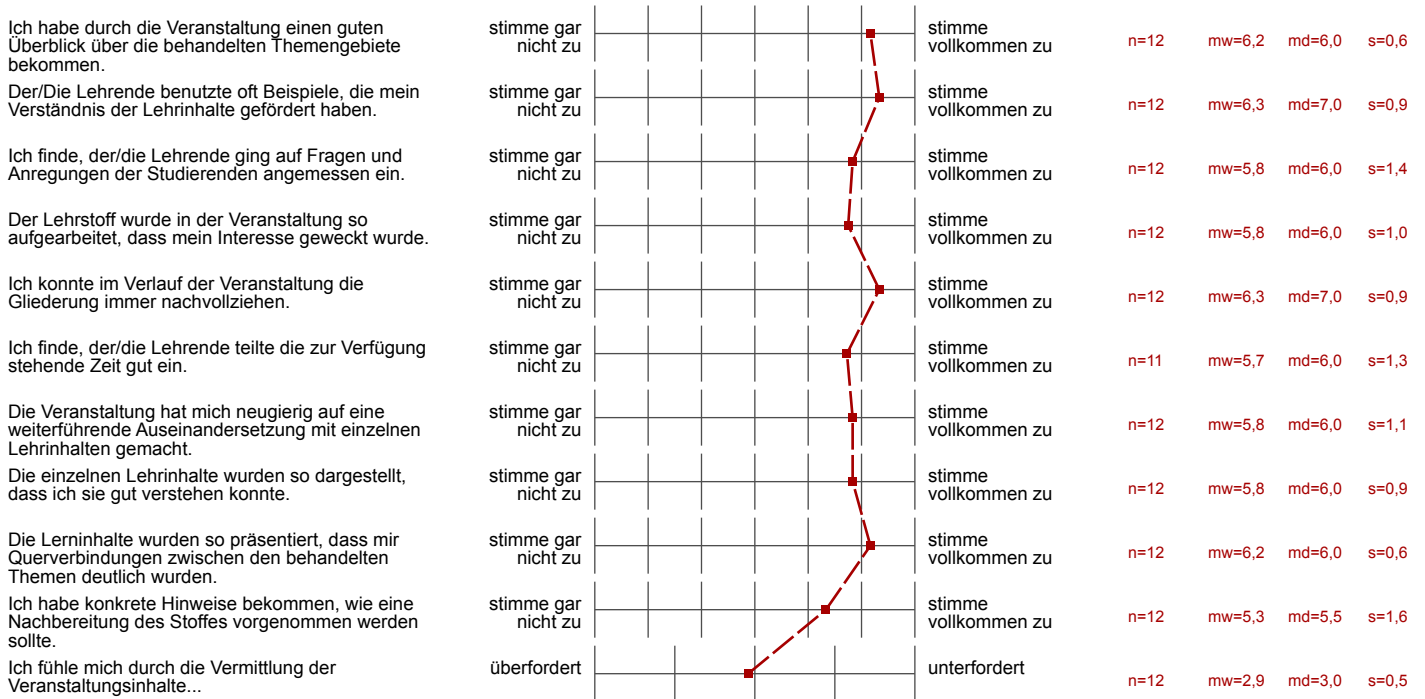 Ich habe durch die Veranstaltung einen guten
Überblick über die behandelten Themengebiete
bekommen.
stimme gar
nicht zu
stimme
vollkommen zu
n=12 mw=6,2 md=6,0 s=0,6
Der/Die Lehrende benutzte oft Beispiele, die mein
Verständnis der Lehrinhalte gefördert haben.
stimme gar
nicht zu
stimme
vollkommen zu
n=12 mw=6,3 md=7,0 s=0,9
Ich finde, der/die Lehrende ging auf Fragen und
Anregungen der Studierenden angemessen ein.
stimme gar
nicht zu
stimme
vollkommen zu
n=12 mw=5,8 md=6,0 s=1,4
Der Lehrstoff wurde in der Veranstaltung so
aufgearbeitet, dass mein Interesse geweckt wurde.
stimme gar
nicht zu
stimme
vollkommen zu
n=12 mw=5,8 md=6,0 s=1,0
Ich konnte im Verlauf der Veranstaltung die
Gliederung immer nachvollziehen.
stimme gar
nicht zu
stimme
vollkommen zu
n=12 mw=6,3 md=7,0 s=0,9
Ich finde, der/die Lehrende teilte die zur Verfügung
stehende Zeit gut ein.
stimme gar
nicht zu
stimme
vollkommen zu
n=11 mw=5,7 md=6,0 s=1,3
Die Veranstaltung hat mich neugierig auf eine
weiterführende Auseinandersetzung mit einzelnen
Lehrinhalten gemacht.
stimme gar
nicht zu
stimme
vollkommen zu
n=12 mw=5,8 md=6,0 s=1,1
Die einzelnen Lehrinhalte wurden so dargestellt,
dass ich sie gut verstehen konnte.
stimme gar
nicht zu
stimme
vollkommen zu
n=12 mw=5,8 md=6,0 s=0,9
Die Lerninhalte wurden so präsentiert, dass mir
Querverbindungen zwischen den behandelten
Themen deutlich wurden.
stimme gar
nicht zu
stimme
vollkommen zu
n=12 mw=6,2 md=6,0 s=0,6
Ich habe konkrete Hinweise bekommen, wie eine
Nachbereitung des Stoffes vorgenommen werden
sollte.
stimme gar
nicht zu
stimme
vollkommen zu
n=12 mw=5,3 md=5,5 s=1,6
Ich fühle mich durch die Vermittlung der
Veranstaltungsinhalte...
überfordert
unterfordert
n=12 mw=2,9 md=3,0 s=0,5